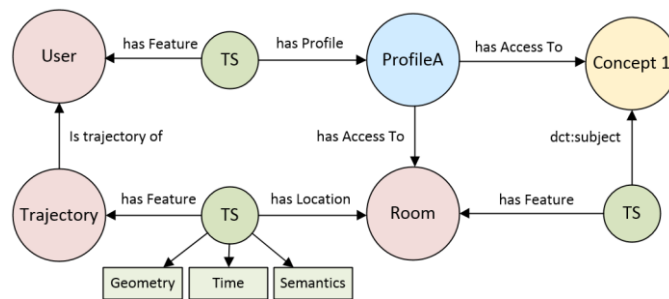 User
has Feature
TS
has Profile
ProfileA
has Access To
Concept 1
Is trajectory of
has Access To
dct:subject
Trajectory
has Feature
TS
has Location
Room
has Feature
TS
Geometry
Time
Semantics